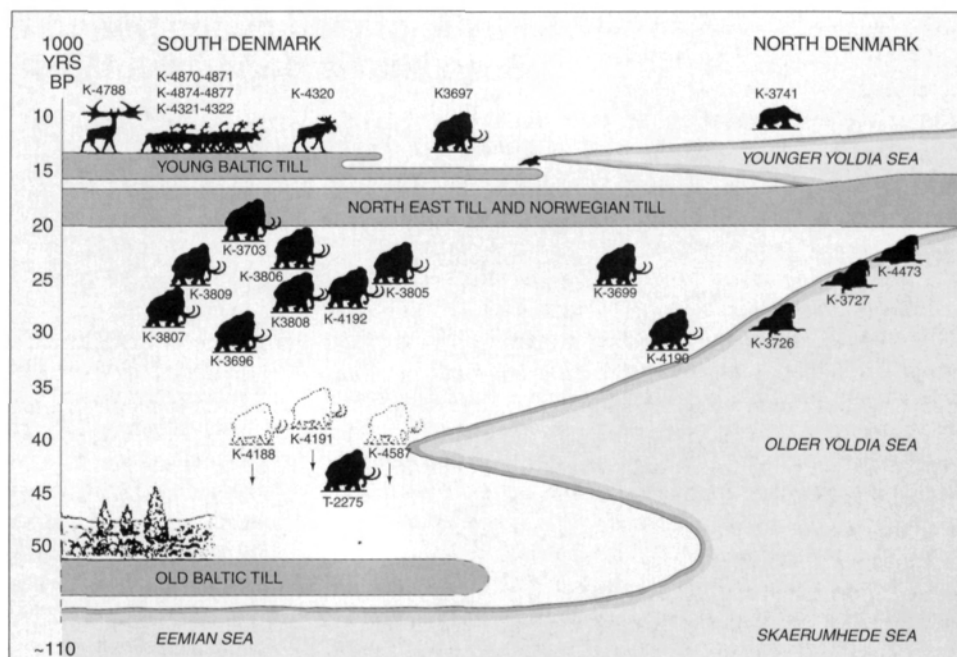 1000
YRS
BP
SOUTH DENMARK
NORTH DENMARK
K-4788
K-4870-4871
K-4874-4877
K-4321-4322
K-4320
K3697
K-3741
10
15
20
25
30
35
40
45
50
~110
YOUNG BALTIC TILL
YOUNGER YOLDIA SEA
NORTH EAST TILL AND NORWEGIAN TILL
K-3703
K-3806
K-3809
K-3805
K-3807
K3808
K-4192
K-3696
K-3699
K-4473
K-3727
K-3726
K-4190
K-4188
K-4191
K-4587
T-2275
OLDER YOLDIA SEA
OLD BALTIC TILL
EEMIAN SEA
SKAERUMHEDE SEA